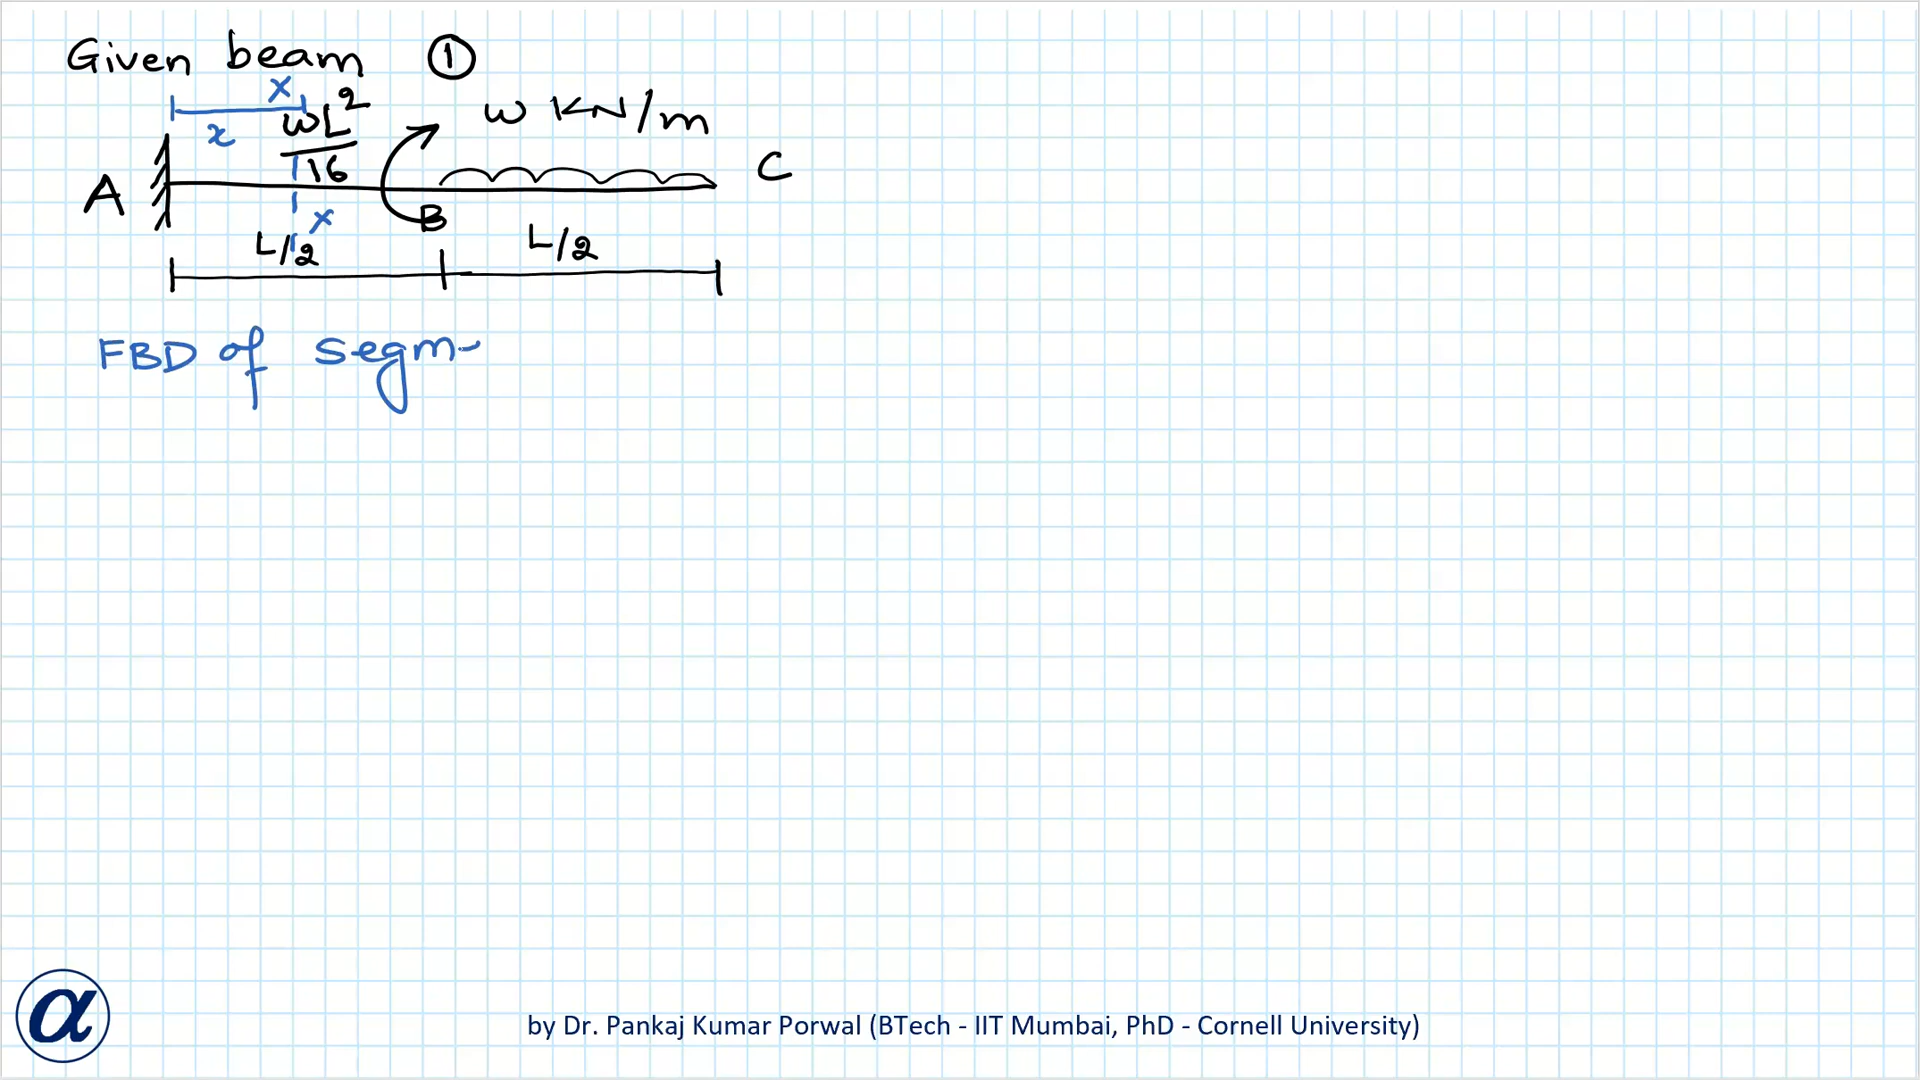 Given beam ①
x
wL²/16
w KN/m
x
C
A
x
B
L/2
L/2
FBD of segm
α
by Dr. Pankaj Kumar Porwal (BTech - IIT Mumbai, PhD - Cornell University)